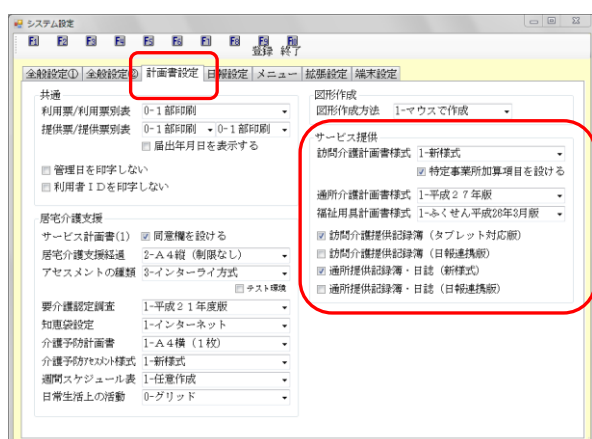 システム設定
F1 F2 F3 F4 F5 F6 F7 F8 F9 F10
登録 終了
全般設定① 全般設定② 計画書設定 日報設定 メニュー 拡張設定 端末設定
共通
利用票/利用票別表 0-1部印刷
提供票/提供票別表 0-1部印刷 0-1部印刷
届出年月日を表示する
管理日を印字しない
利用者IDを印字しない
居宅介護支援
サービス計画書(1) 同意欄を設ける
居宅介護支援経過 2-A4縦(制限なし)
アセスメントの種類 3-インターライ方式
テスト環境
要介護認定調査 1-平成21年度版
知恵袋設定 1-インターネット
介護予防計画書 1-A4横(1枚)
介護予防アセスメント様式 1-新様式
週間スケジュール表 1-任意作成
日常生活上の活動 0-グリッド
図形作成
図形作成方法 1-マウスで作成
サービス提供
訪問介護計画書様式 1-新様式
特定事業所加算項目を設ける
通所介護計画書様式 1-平成27年版
福祉用具計画書様式 1-ふくせん平成26年3月版
訪問介護提供記録簿(タブレット対応版)
訪問介護提供記録簿(日報連携版)
通所提供記録簿・日誌(新様式)
通所提供記録簿・日誌(日報連携版)